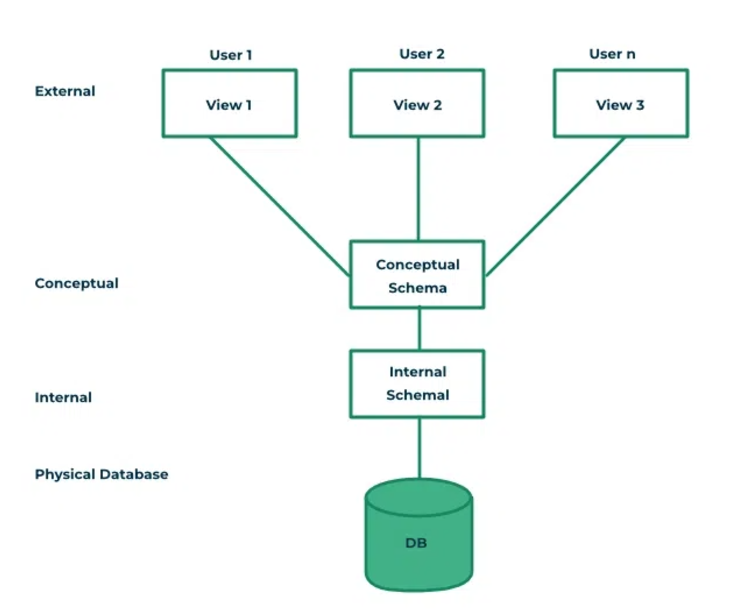 User 1
User 2
User n
External
View 1
View 2
View 3
Conceptual
Schema
Conceptual
Internal
Schemal
Internal
Physical Database
DB